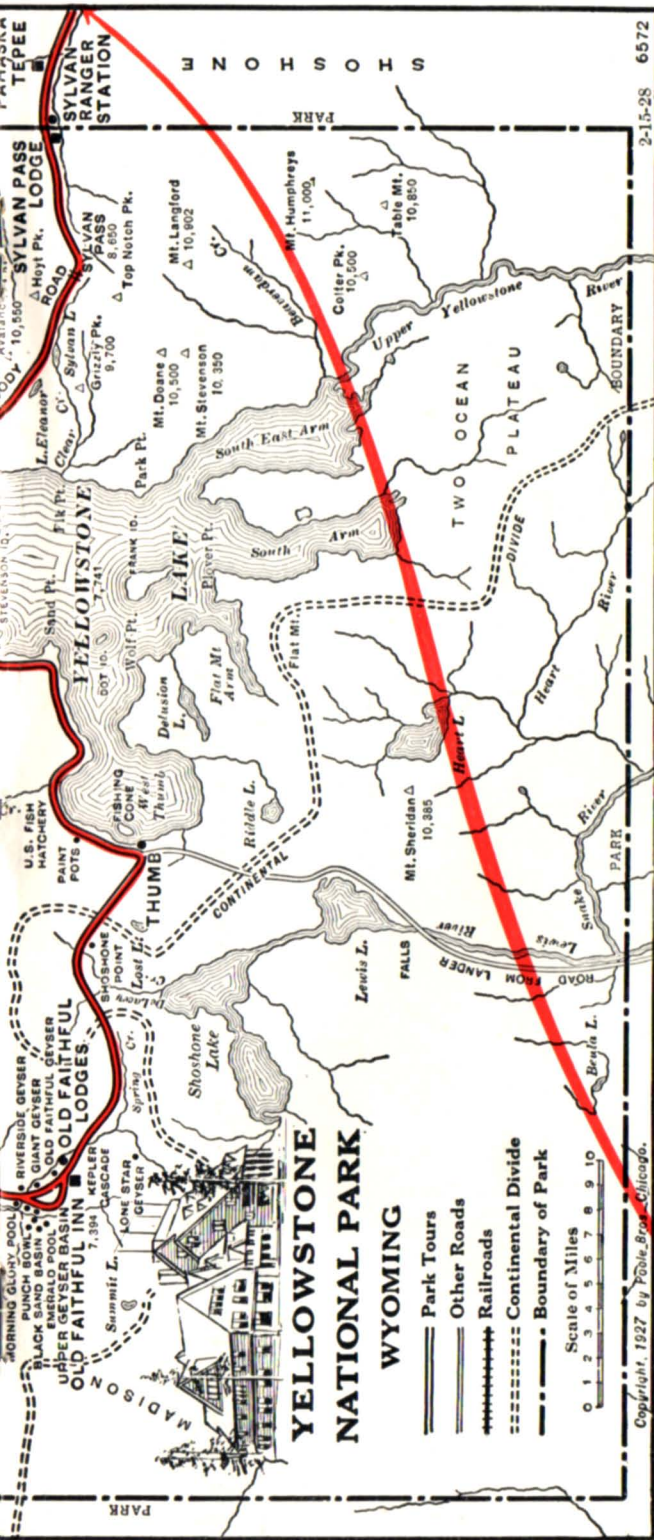 TEPEE
SYLVAN
RANGER
STATION
SHOSHONE
PARK
SYLVAN PASS
LODGE
Hoyt Pk.
10,550
ROAD
SYLVAN
PASS
8,650
Top Notch Pk.
Sylvan L.
Grizzly Pk.
9,700
L. Eleanor
Clear Cr.
Mt. Langford
10,902
Mt. Doane
10,500
Mt. Stevenson
10,350
Beaverdam Cr.
Mt. Humphreys
11,000
Colter Pk.
10,500
Table Mt.
10,850
Upper Yellowstone River
BOUNDARY
TWO OCEAN
PLATEAU
South East Arm
Park Pt.
Elk Pt.
STEVENSON ID.
Sand Pt.
YELLOWSTONE
7,741
LAKE
FRANK ID.
DOT ID.
Wolf Pt.
Plover Pt.
South Arm
Flat Mt
Arm
Flat Mt.
DIVIDE
Delusion
L.
Heart River
Heart L
U.S. FISH
HATCHERY
PAINT
POTS
FISHING
CONE
West
Thumb
THUMB
Riddle L.
CONTINENTAL
Mt. Sheridan
10,385
Snake River
PARK
SHOSHONE
POINT
Lost L.
DeLacy Cr.
Shoshone
Lake
Lewis L.
FALLS
Lewis River
ROAD FROM LANDER
Beula L.
RIVERSIDE GEYSER
GIANT GEYSER
OLD FAITHFUL GEYSER
OLD FAITHFUL
LODGES
Spring Cr.
MORNING GLORY POOL
PUNCH BOWL
BLACK SAND BASIN
EMERALD POOL
UPPER GEYSER BASIN
OLD FAITHFUL INN
7,394
KEPLER
CASCADE
LONE STAR
GEYSER
Summit L.
MADISON
YELLOWSTONE
NATIONAL PARK
WYOMING
Park Tours
Other Roads
Railroads
Continental Divide
Boundary of Park
Scale of Miles
0 1 2 3 4 5 6 7 8 9 10
PARK
Copyright, 1927 by Poole Bros. Chicago.
2-15-28 6572